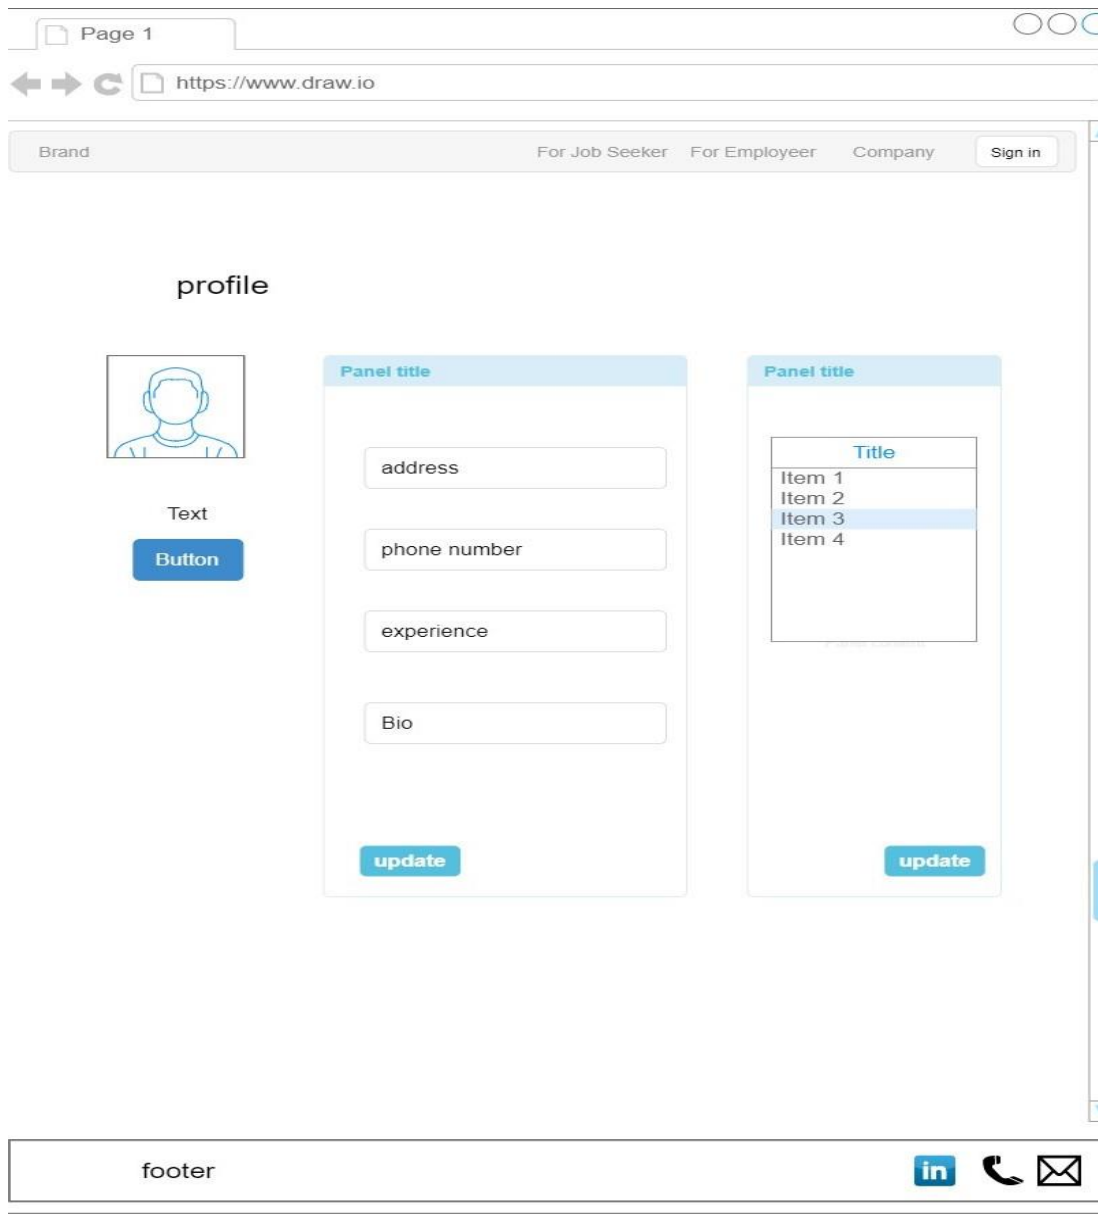 Page 1
https://www.draw.io
Brand For Job Seeker For Employeer Company Sign in
profile
Panel title
address
phone number
experience
Bio
update
Panel title
Title
Item 1
Item 2
Item 3
Item 4
update
Text
Button
footer
in